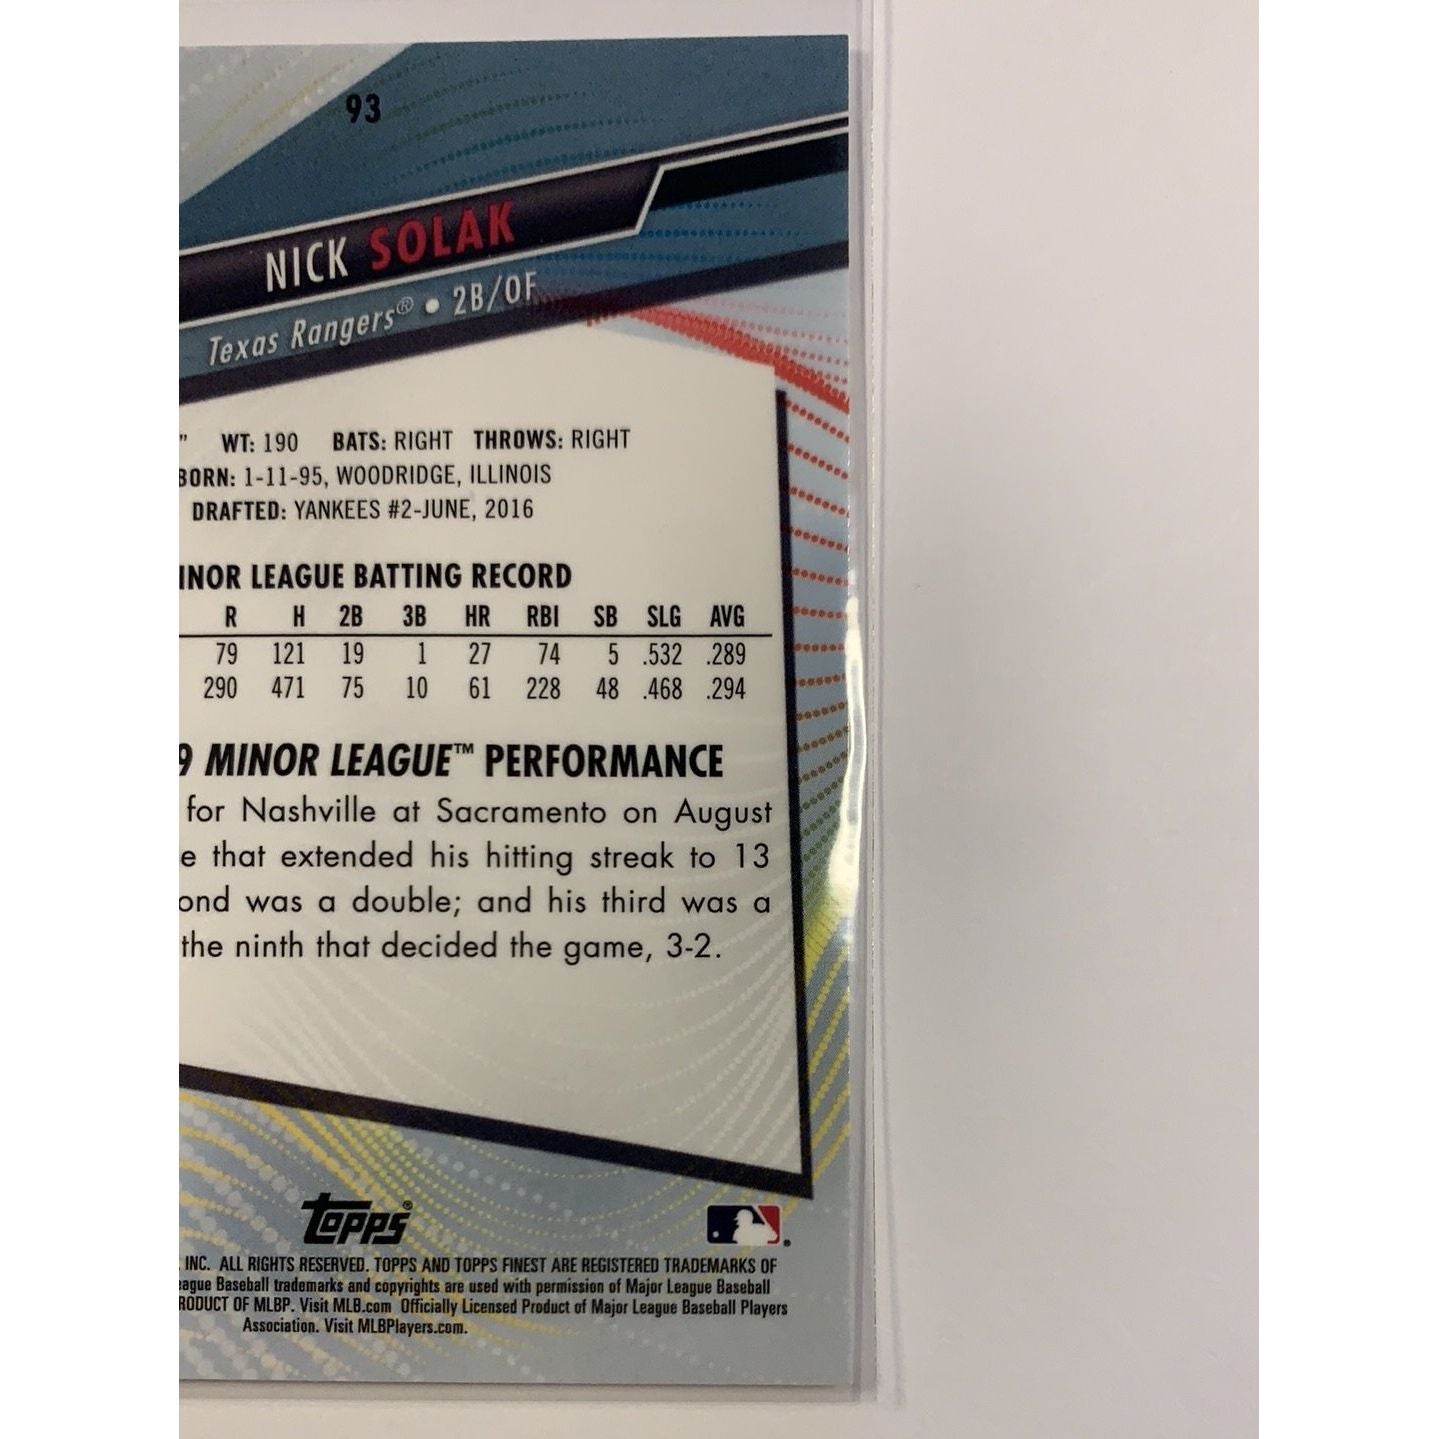 93
NICK SOLAK
Texas Rangers® • 2B/OF
" WT: 190 BATS: RIGHT THROWS: RIGHT
BORN: 1-11-95, WOODRIDGE, ILLINOIS
DRAFTED: YANKEES #2-JUNE, 2016
INOR LEAGUE BATTING RECORD
R H 2B 3B HR RBI SB SLG AVG
79 121 19 1 27 74 5 .532 .289
290 471 75 10 61 228 48 .468 .294
9 MINOR LEAGUE™ PERFORMANCE
for Nashville at Sacramento on August
e that extended his hitting streak to 13
ond was a double; and his third was a
the ninth that decided the game, 3-2.
Topps®
INC. ALL RIGHTS RESERVED. TOPPS AND TOPPS FINEST ARE REGISTERED TRADEMARKS OF
eague Baseball trademarks and copyrights are used with permission of Major League Baseball
RODUCT OF MLBP. Visit MLB.com Officially Licensed Product of Major League Baseball Players
Association. Visit MLBPlayers.com.